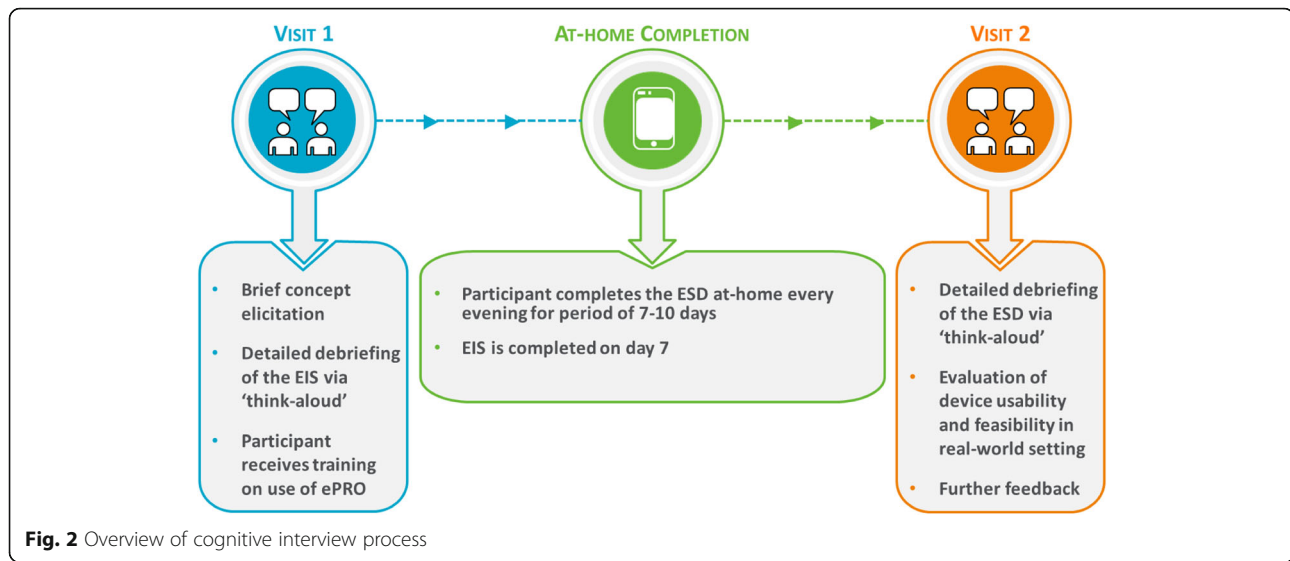 VISIT 1
AT-HOME COMPLETION
VISIT 2
• Brief concept
elicitation
• Detailed debriefing
of the EIS via
‘think-aloud’
• Participant
receives training
on use of ePRO
• Participant completes the ESD at-home every
evening for period of 7-10 days
• EIS is completed on day 7
• Detailed debriefing
of the ESD via
‘think-aloud’
• Evaluation of
device usability
and feasibility in
real-world setting
• Further feedback
Fig. 2 Overview of cognitive interview process